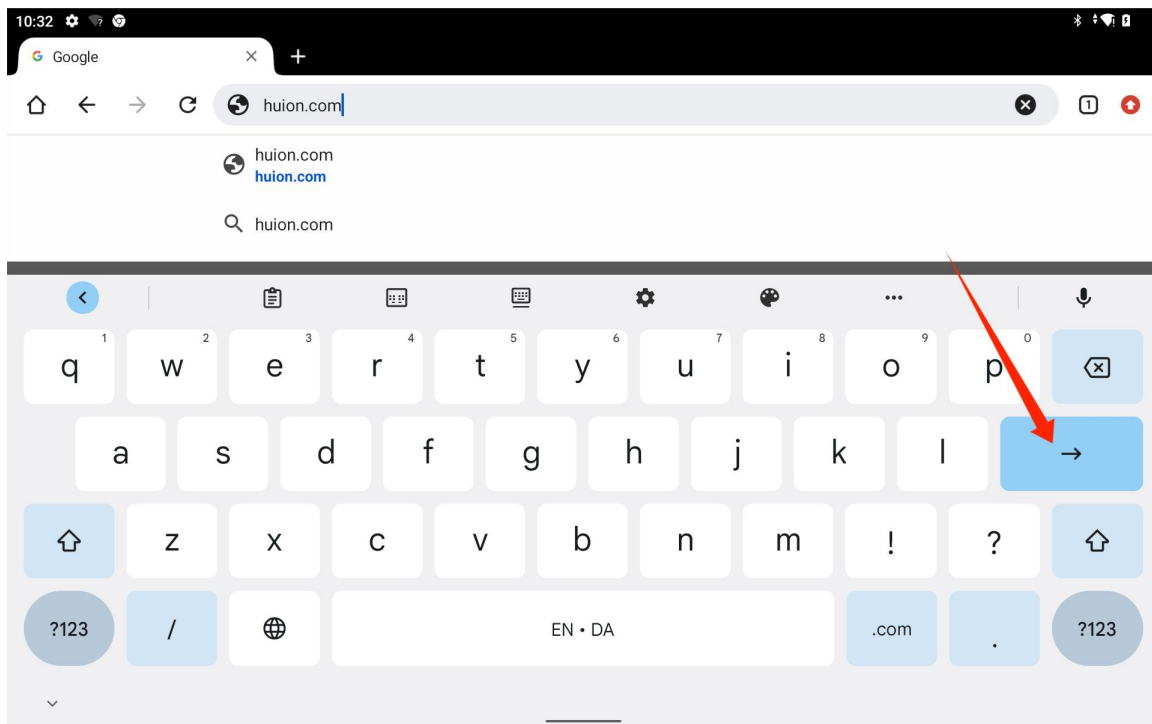 10:32
Google
huion.com
1
huion.com
huion.com
huion.com
q 1 w 2 e 3 r 4 t 5 y 6 u 7 i 8 o 9 p 0
a s d f g h j k l →
z x c v b n m ! ?
?123 / EN • DA .com . ?123